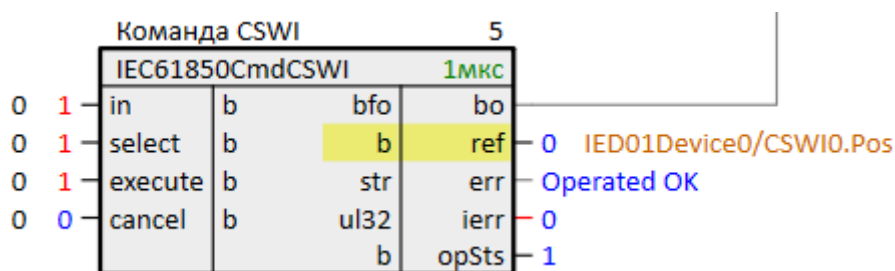 Команда CSWI 5
IEC61850CmdCSWI 1мкс
0 1 in b bfo bo
0 1 select b b ref 0 IED01Device0/CSWI0.Pos
0 1 execute b str err Operated OK
0 0 cancel b ul32 ierr 0
b opSts 1